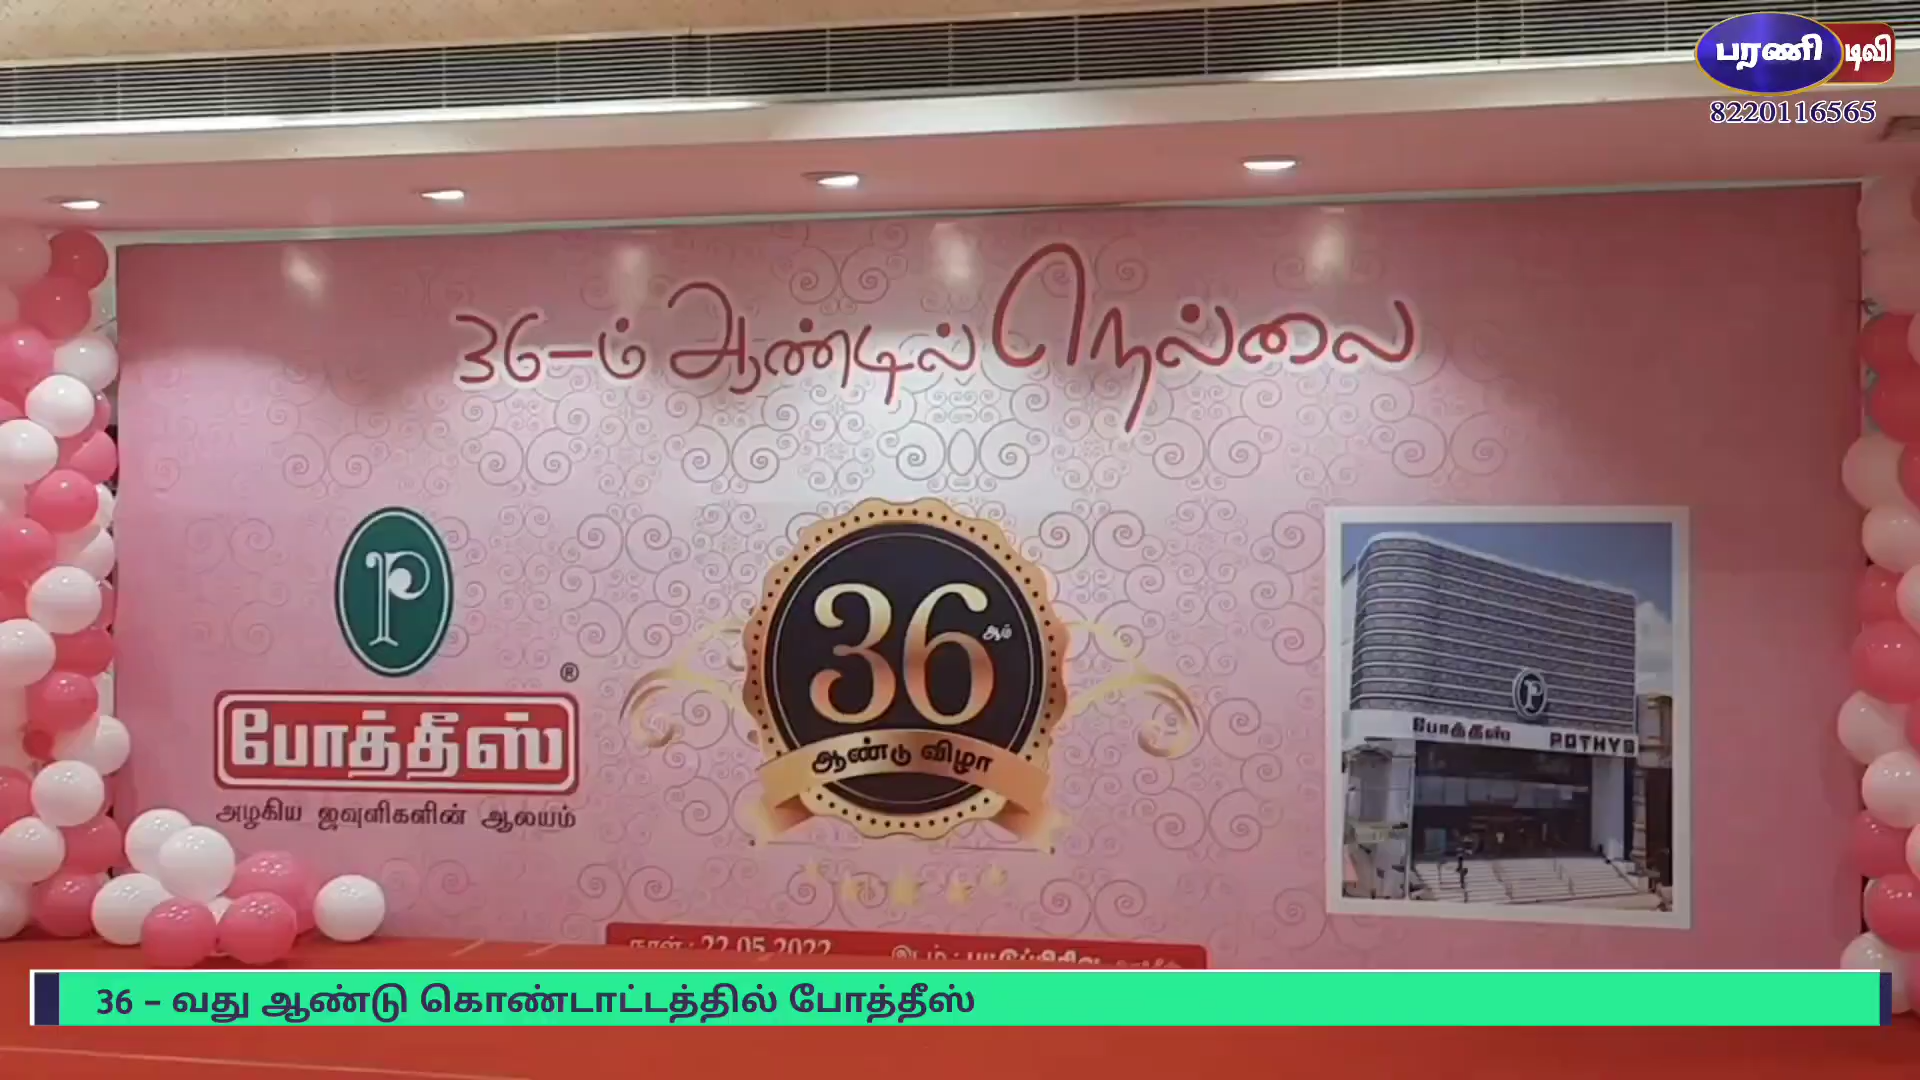 பரணி டிவி
8220116565
36-ம் ஆண்டில் நெல்லை
P
®
போத்தீஸ்
அழகிய ஜவுளிகளின் ஆலயம்
36 ஆம்
ஆண்டு விழா
P
போத்தீஸ் POTHYS
நாள் : 22.05.2022 இடம் :
36 – வது ஆண்டு கொண்டாட்டத்தில் போத்தீஸ்